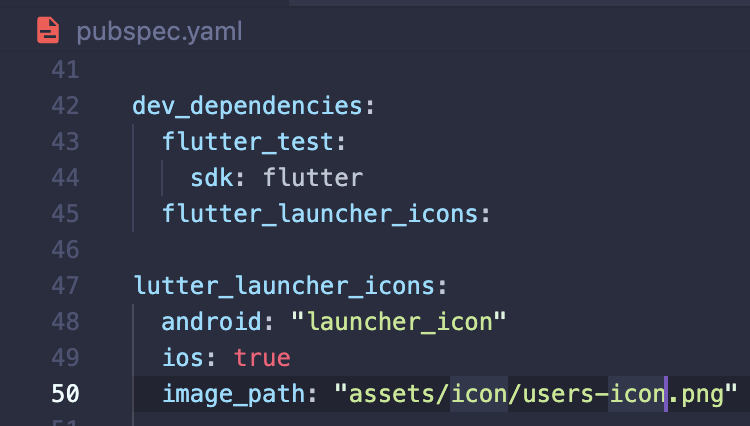 pubspec.yaml
41
42 dev_dependencies:
43 flutter_test:
44 sdk: flutter
45 flutter_launcher_icons:
46
47 lutter_launcher_icons:
48 android: "launcher_icon"
49 ios: true
50 image_path: "assets/icon/users-icon.png"
51